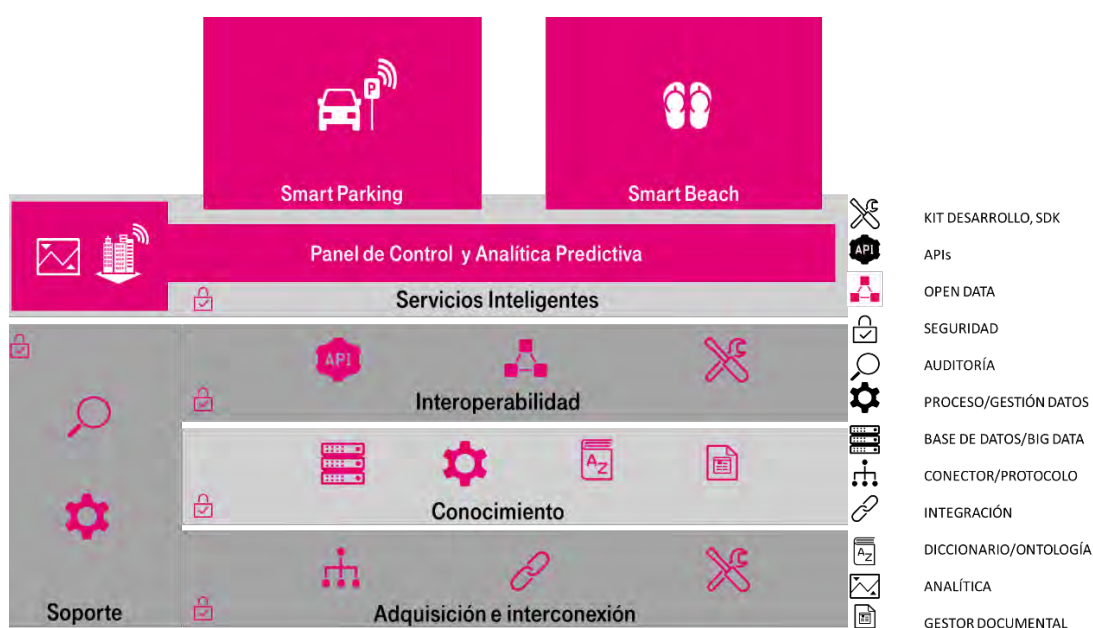 P
Smart Parking
Smart Beach
Panel de Control y Analítica Predictiva
Servicios Inteligentes
API
Interoperabilidad
AZ
Conocimiento
Soporte
Adquisición e interconexión
KIT DESARROLLO, SDK
API
APIs
OPEN DATA
SEGURIDAD
AUDITORÍA
PROCESO/GESTIÓN DATOS
BASE DE DATOS/BIG DATA
CONECTOR/PROTOCOLO
INTEGRACIÓN
AZ
DICCIONARIO/ONTOLOGÍA
ANALÍTICA
GESTOR DOCUMENTAL